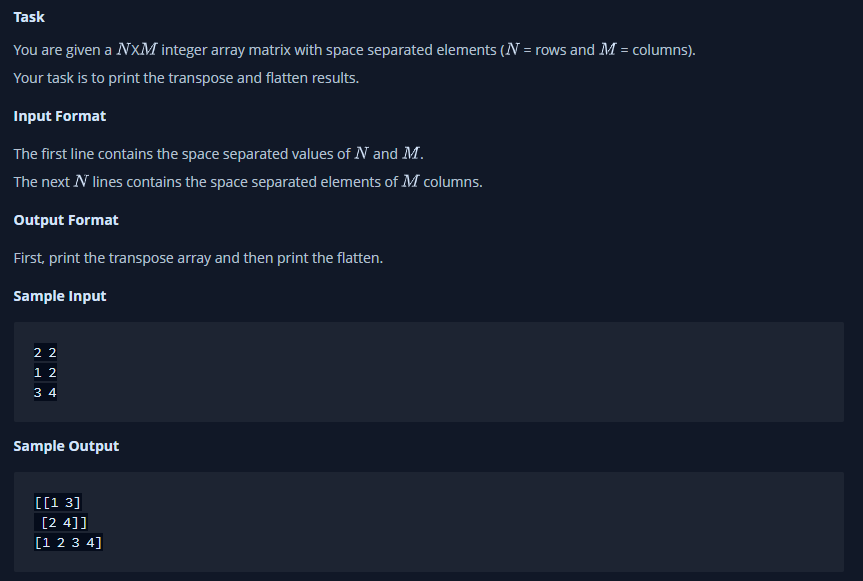 Task
You are given a NXM integer array matrix with space separated elements (N = rows and M = columns).
Your task is to print the transpose and flatten results.
Input Format
The first line contains the space separated values of N and M.
The next N lines contains the space separated elements of M columns.
Output Format
First, print the transpose array and then print the flatten.
Sample Input
2 2
1 2
3 4
Sample Output
[[1 3]
 [2 4]]
[1 2 3 4]